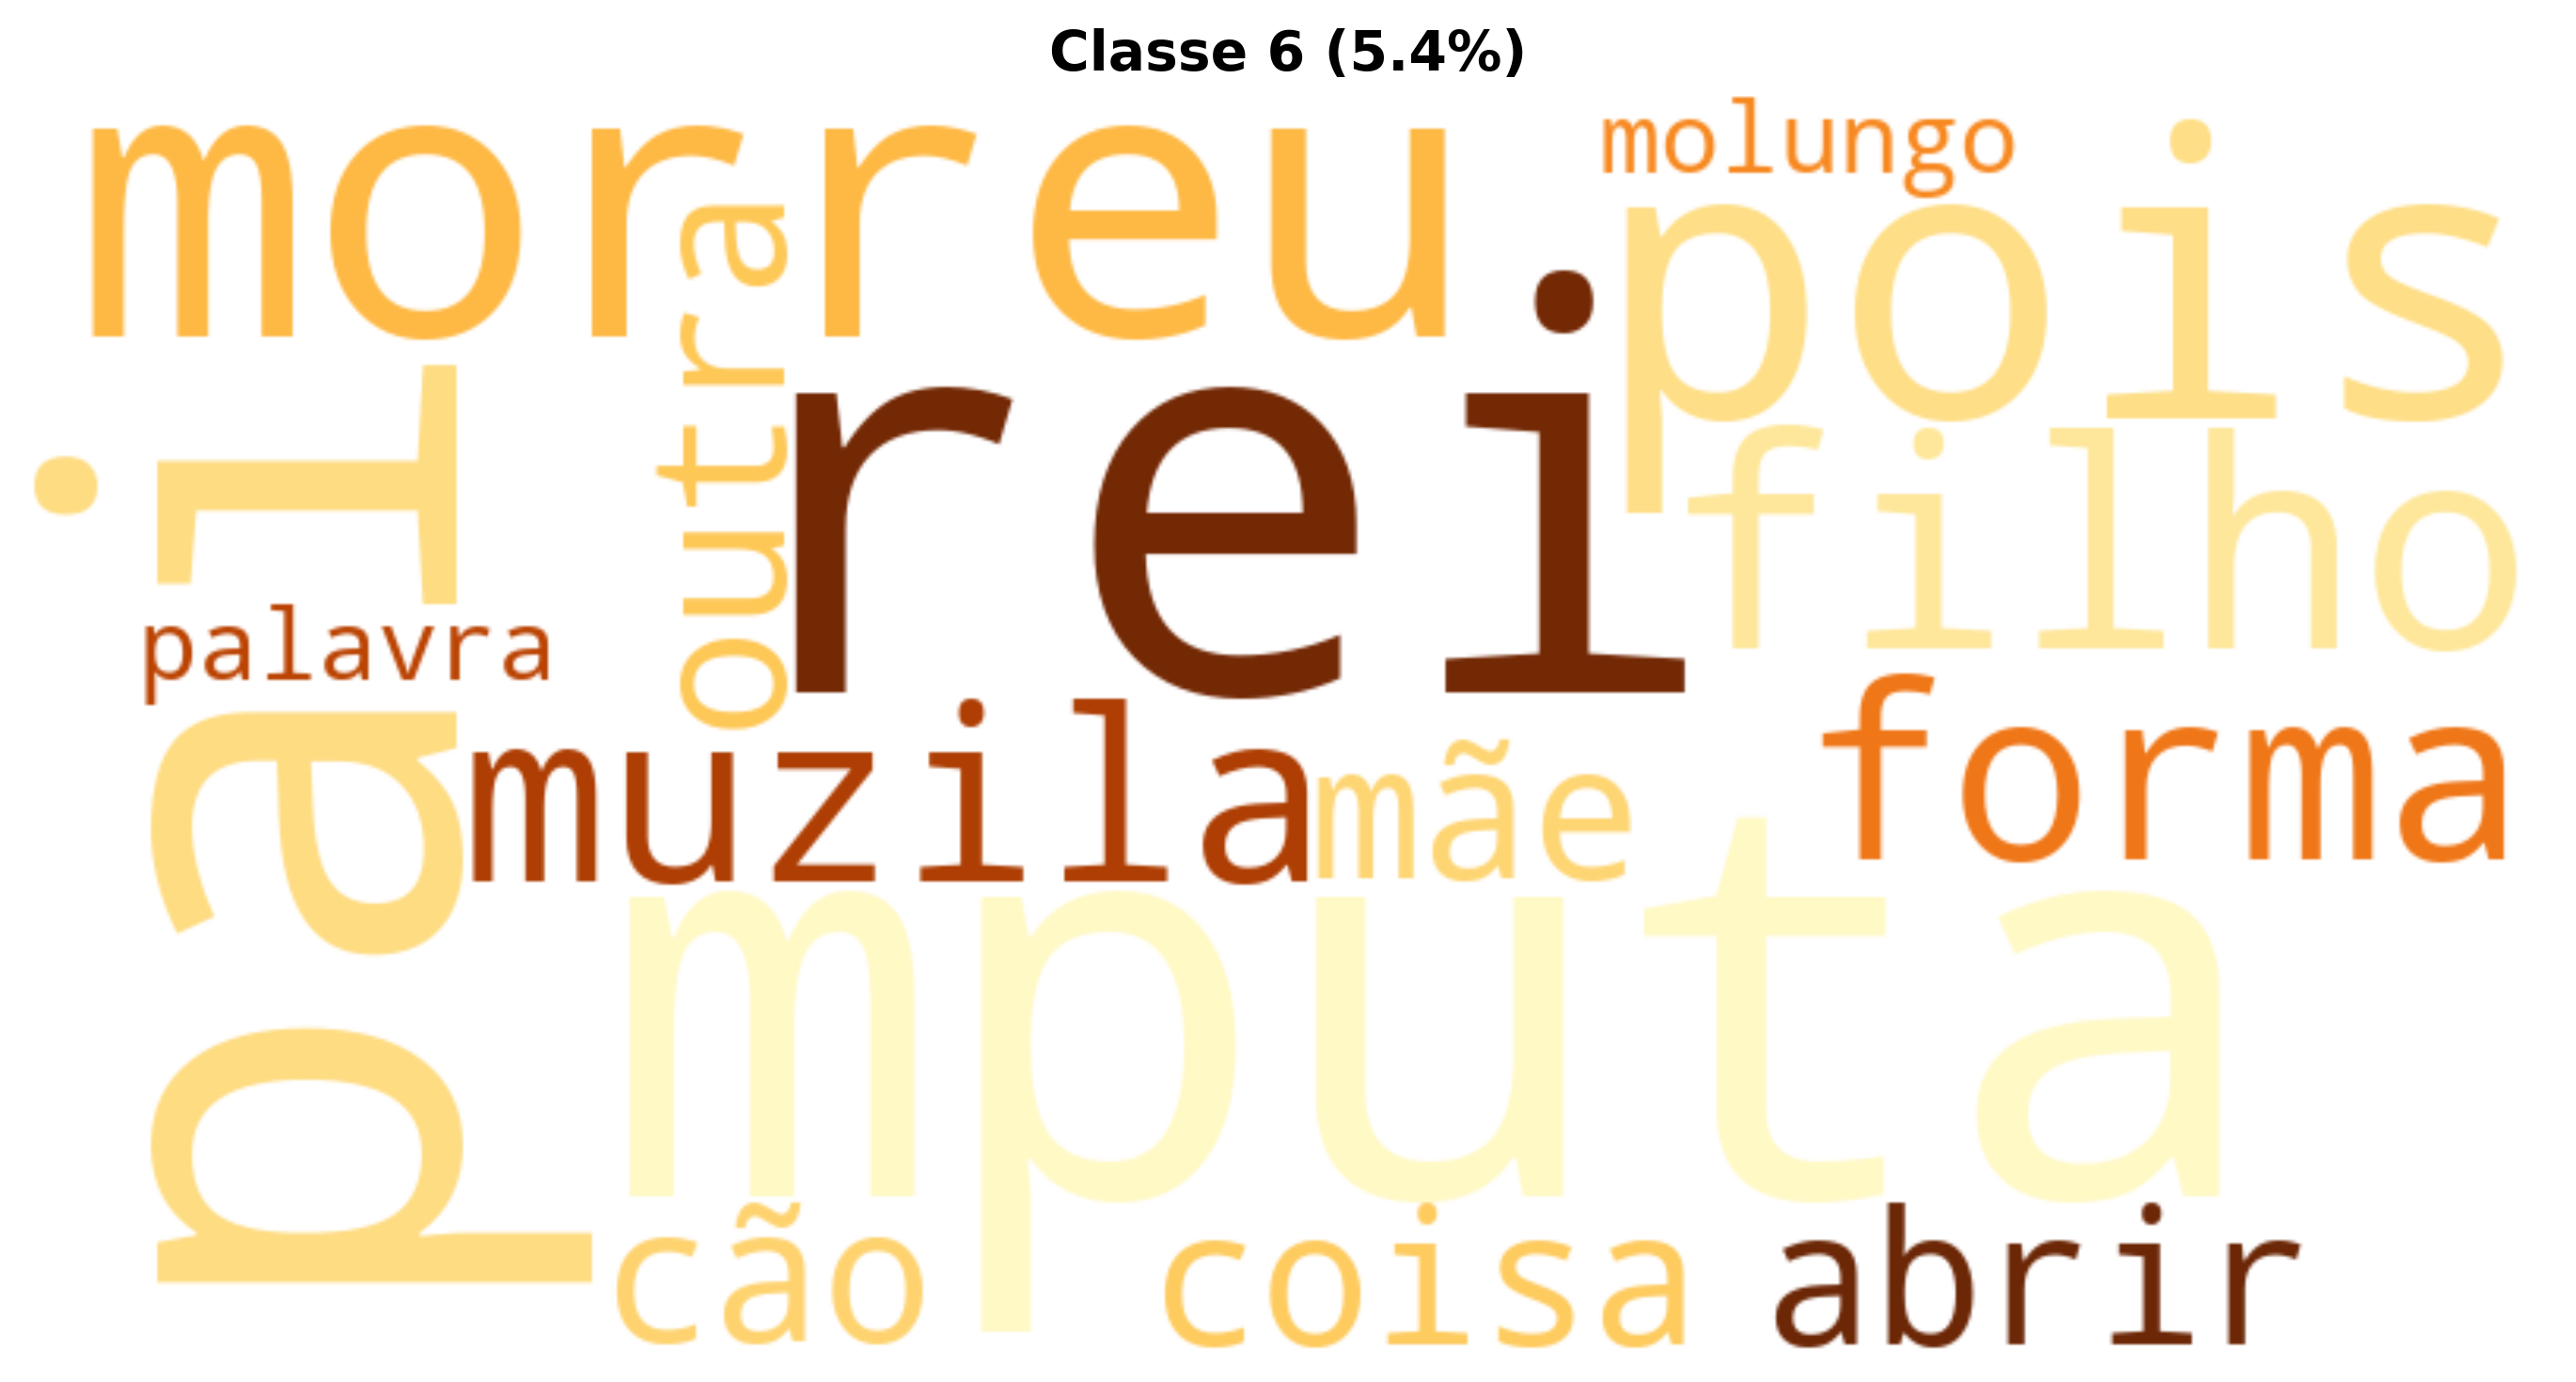 Classe 6 (5.4%)
morreu
molungo
pois
outra
rei
filho
pai
palavra
muzila
mãe
forma
mputa
cão
coisa
abrir